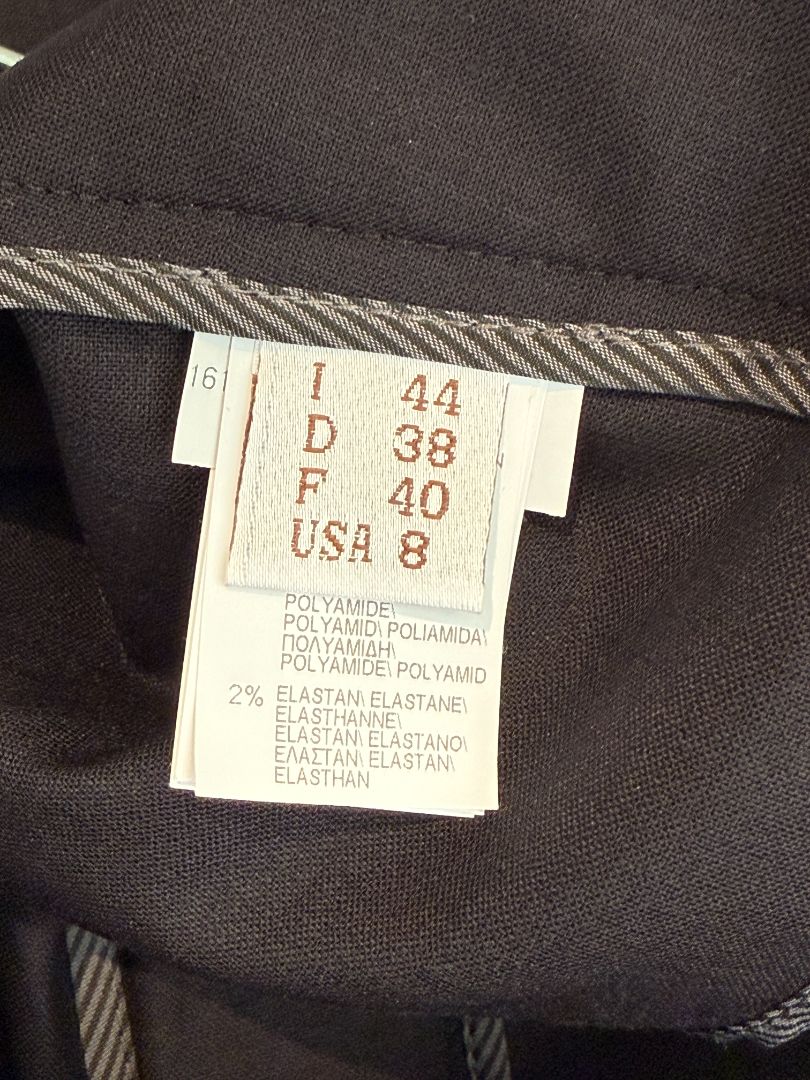 161
I 44
D 38
F 40
USA 8
POLYAMIDE\
POLYAMID\ POLIAMIDA\
ΠΟΛΥΑΜΙΔΗ\
POLYAMIDE\ POLYAMID
2% ELASTAN\ ELASTANE\
ELASTHANNE\
ELASTAN\ ELASTANO\
ΕΛΑΣΤΑΝ\ ELASTAN\
ELASTHAN